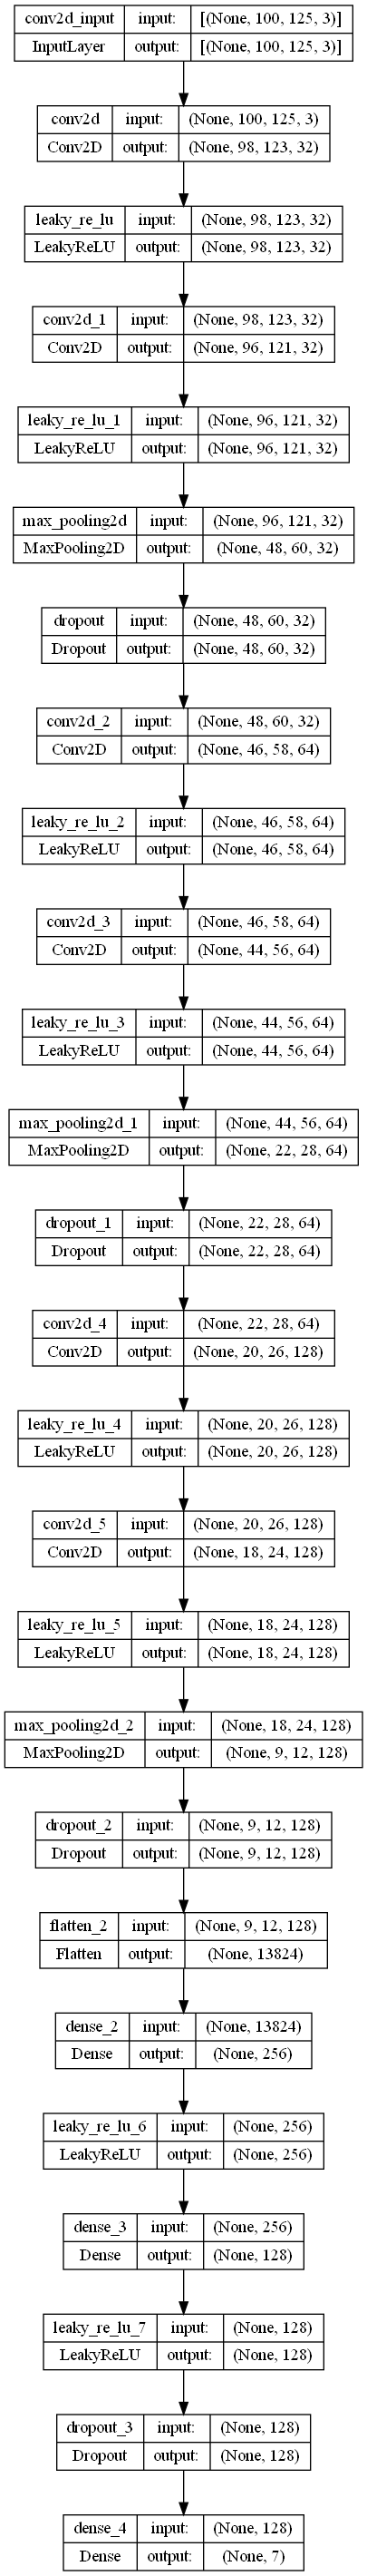 conv2d_input input: [(None, 100, 125, 3)]
InputLayer output: [(None, 100, 125, 3)]
conv2d input: (None, 100, 125, 3)
Conv2D output: (None, 98, 123, 32)
leaky_re_lu input: (None, 98, 123, 32)
LeakyReLU output: (None, 98, 123, 32)
conv2d_1 input: (None, 98, 123, 32)
Conv2D output: (None, 96, 121, 32)
leaky_re_lu_1 input: (None, 96, 121, 32)
LeakyReLU output: (None, 96, 121, 32)
max_pooling2d input: (None, 96, 121, 32)
MaxPooling2D output: (None, 48, 60, 32)
dropout input: (None, 48, 60, 32)
Dropout output: (None, 48, 60, 32)
conv2d_2 input: (None, 48, 60, 32)
Conv2D output: (None, 46, 58, 64)
leaky_re_lu_2 input: (None, 46, 58, 64)
LeakyReLU output: (None, 46, 58, 64)
conv2d_3 input: (None, 46, 58, 64)
Conv2D output: (None, 44, 56, 64)
leaky_re_lu_3 input: (None, 44, 56, 64)
LeakyReLU output: (None, 44, 56, 64)
max_pooling2d_1 input: (None, 44, 56, 64)
MaxPooling2D output: (None, 22, 28, 64)
dropout_1 input: (None, 22, 28, 64)
Dropout output: (None, 22, 28, 64)
conv2d_4 input: (None, 22, 28, 64)
Conv2D output: (None, 20, 26, 128)
leaky_re_lu_4 input: (None, 20, 26, 128)
LeakyReLU output: (None, 20, 26, 128)
conv2d_5 input: (None, 20, 26, 128)
Conv2D output: (None, 18, 24, 128)
leaky_re_lu_5 input: (None, 18, 24, 128)
LeakyReLU output: (None, 18, 24, 128)
max_pooling2d_2 input: (None, 18, 24, 128)
MaxPooling2D output: (None, 9, 12, 128)
dropout_2 input: (None, 9, 12, 128)
Dropout output: (None, 9, 12, 128)
flatten_2 input: (None, 9, 12, 128)
Flatten output: (None, 13824)
dense_2 input: (None, 13824)
Dense output: (None, 256)
leaky_re_lu_6 input: (None, 256)
LeakyReLU output: (None, 256)
dense_3 input: (None, 256)
Dense output: (None, 128)
leaky_re_lu_7 input: (None, 128)
LeakyReLU output: (None, 128)
dropout_3 input: (None, 128)
Dropout output: (None, 128)
dense_4 input: (None, 128)
Dense output: (None, 7)